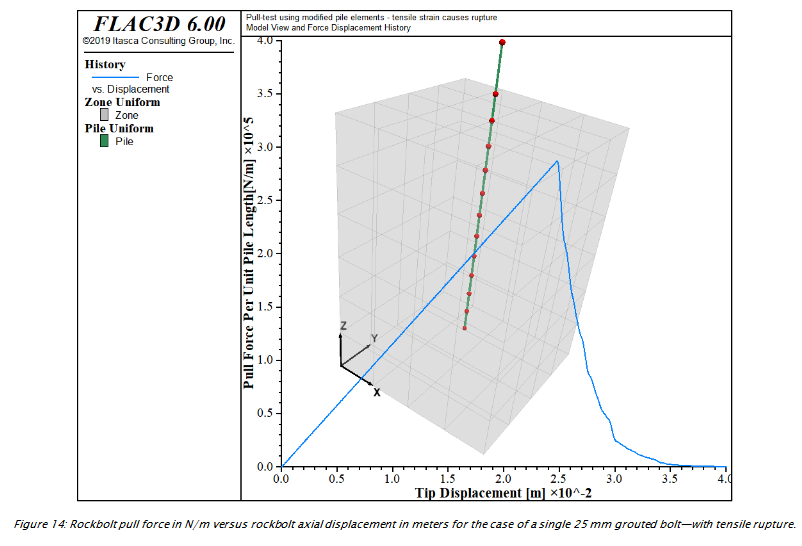 FLAC3D 6.00
©2019 Itasca Consulting Group, Inc.
Pull-test using modified pile elements - tensile strain causes rupture
Model View and Force Displacement History
History
Force
vs. Displacement
Zone Uniform
Zone
Pile Uniform
Pile
Pull Force Per Unit Pile Length[N/m] ×10^5
4.0
3.5
3.0
2.5
2.0
1.5
1.0
0.5
0.0
Z
Y
X
0.0 0.5 1.0 1.5 2.0 2.5 3.0 3.5 4.0
Tip Displacement [m] ×10^-2
Figure 14: Rockbolt pull force in N/m versus rockbolt axial displacement in meters for the case of a single 25 mm grouted bolt—with tensile rupture.